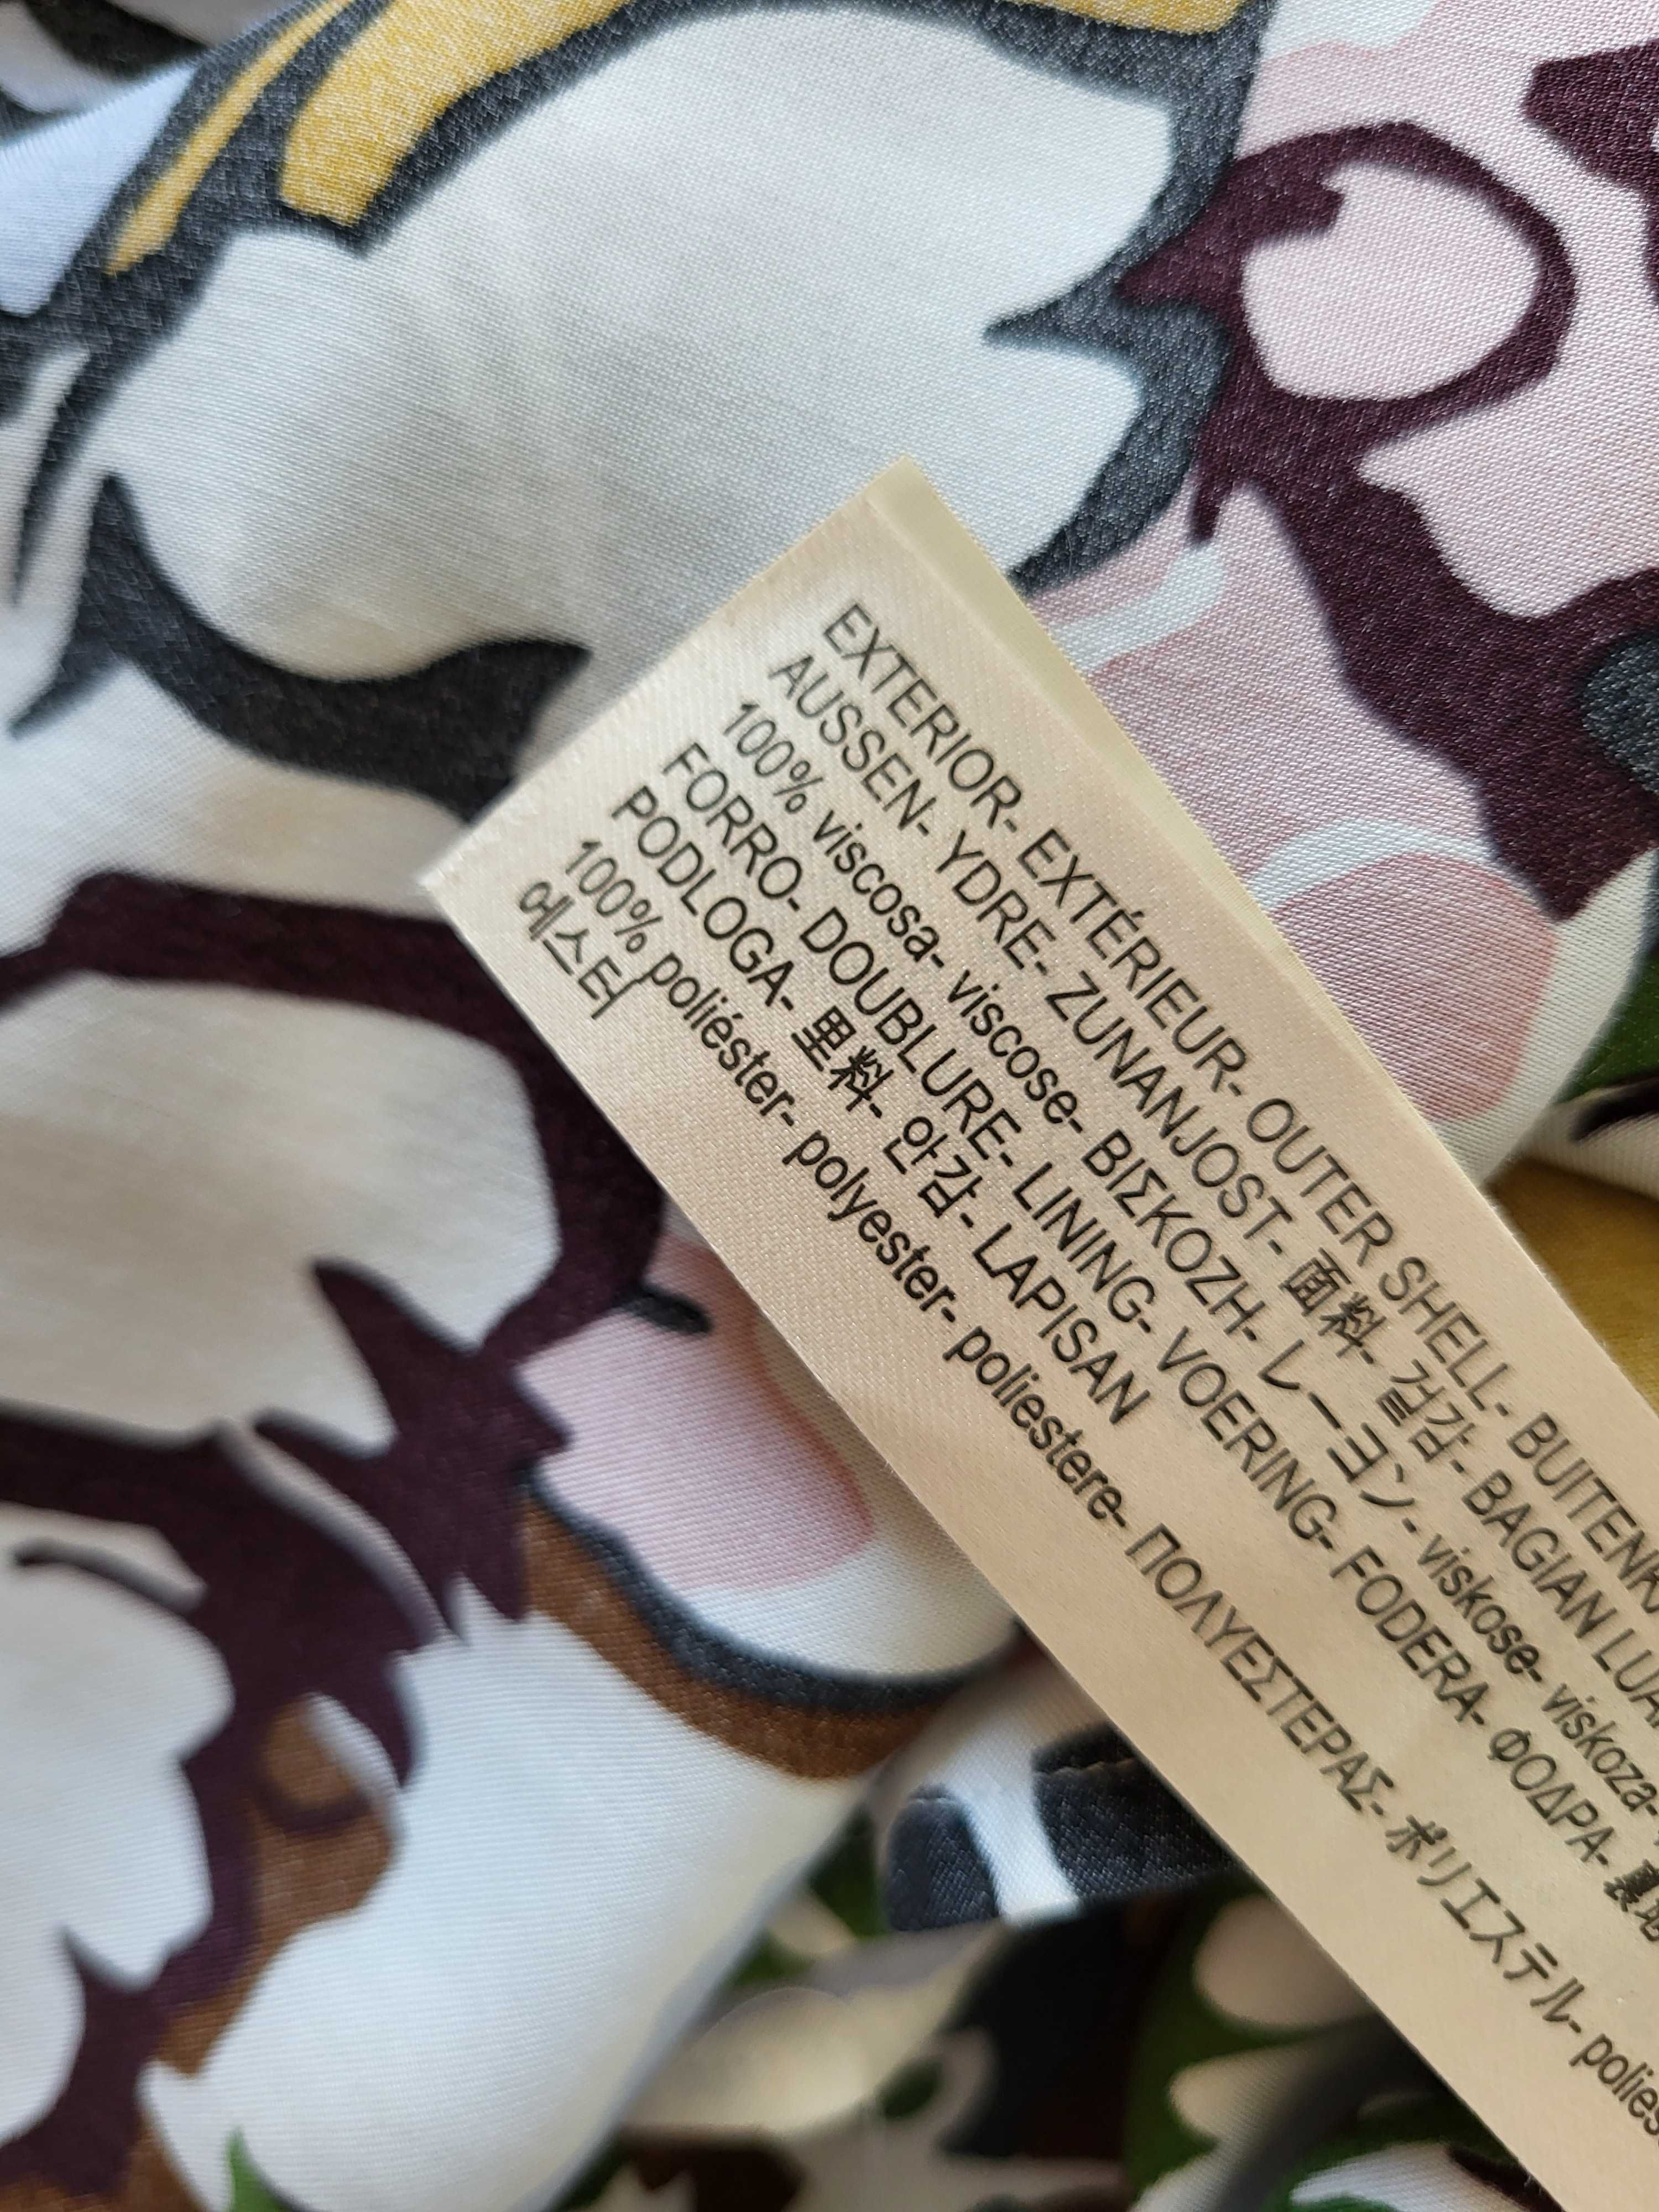 EXTERIOR- EXTÉRIEUR- OUTER SHELL- BUITENK
AUSSEN- YDRE- ZUNANJOST- 面料- 겉감- BAGIAN LUA
100% viscosa- viscose- ΒΙΣΚΟΖΗ- レーヨン- viskose- viskoza-
FORRO- DOUBLURE- LINING- VOERING- FODERA- ΦΟΔΡΑ- 裏地
PODLOGA- 里料- 안감- LAPISAN
100% poliéster- polyester- poliestere- ΠΟΛΥΕΣΤΕΡΑΣ- ポリエステル- polies
에스터